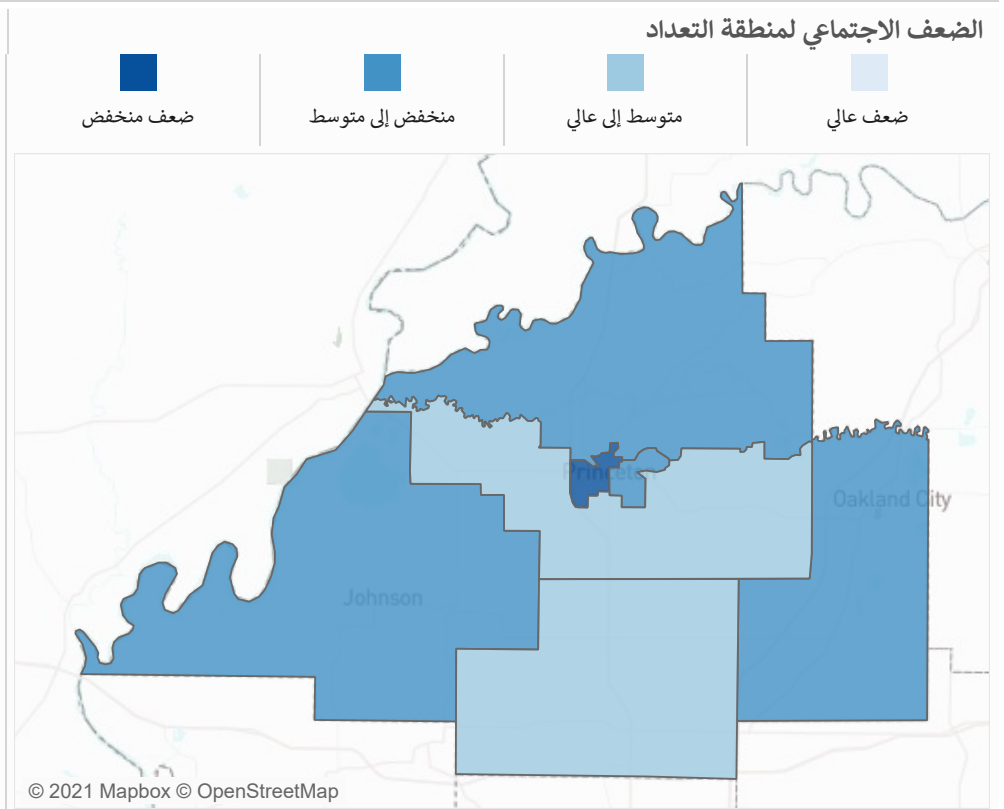 الضعف الاجتماعي لمنطقة التعداد
ضعف عالي
متوسط إلى عالي
منخفض إلى متوسط
ضعف منخفض
Princeton
Oakland City
Johnson
© 2021 Mapbox © OpenStreetMap